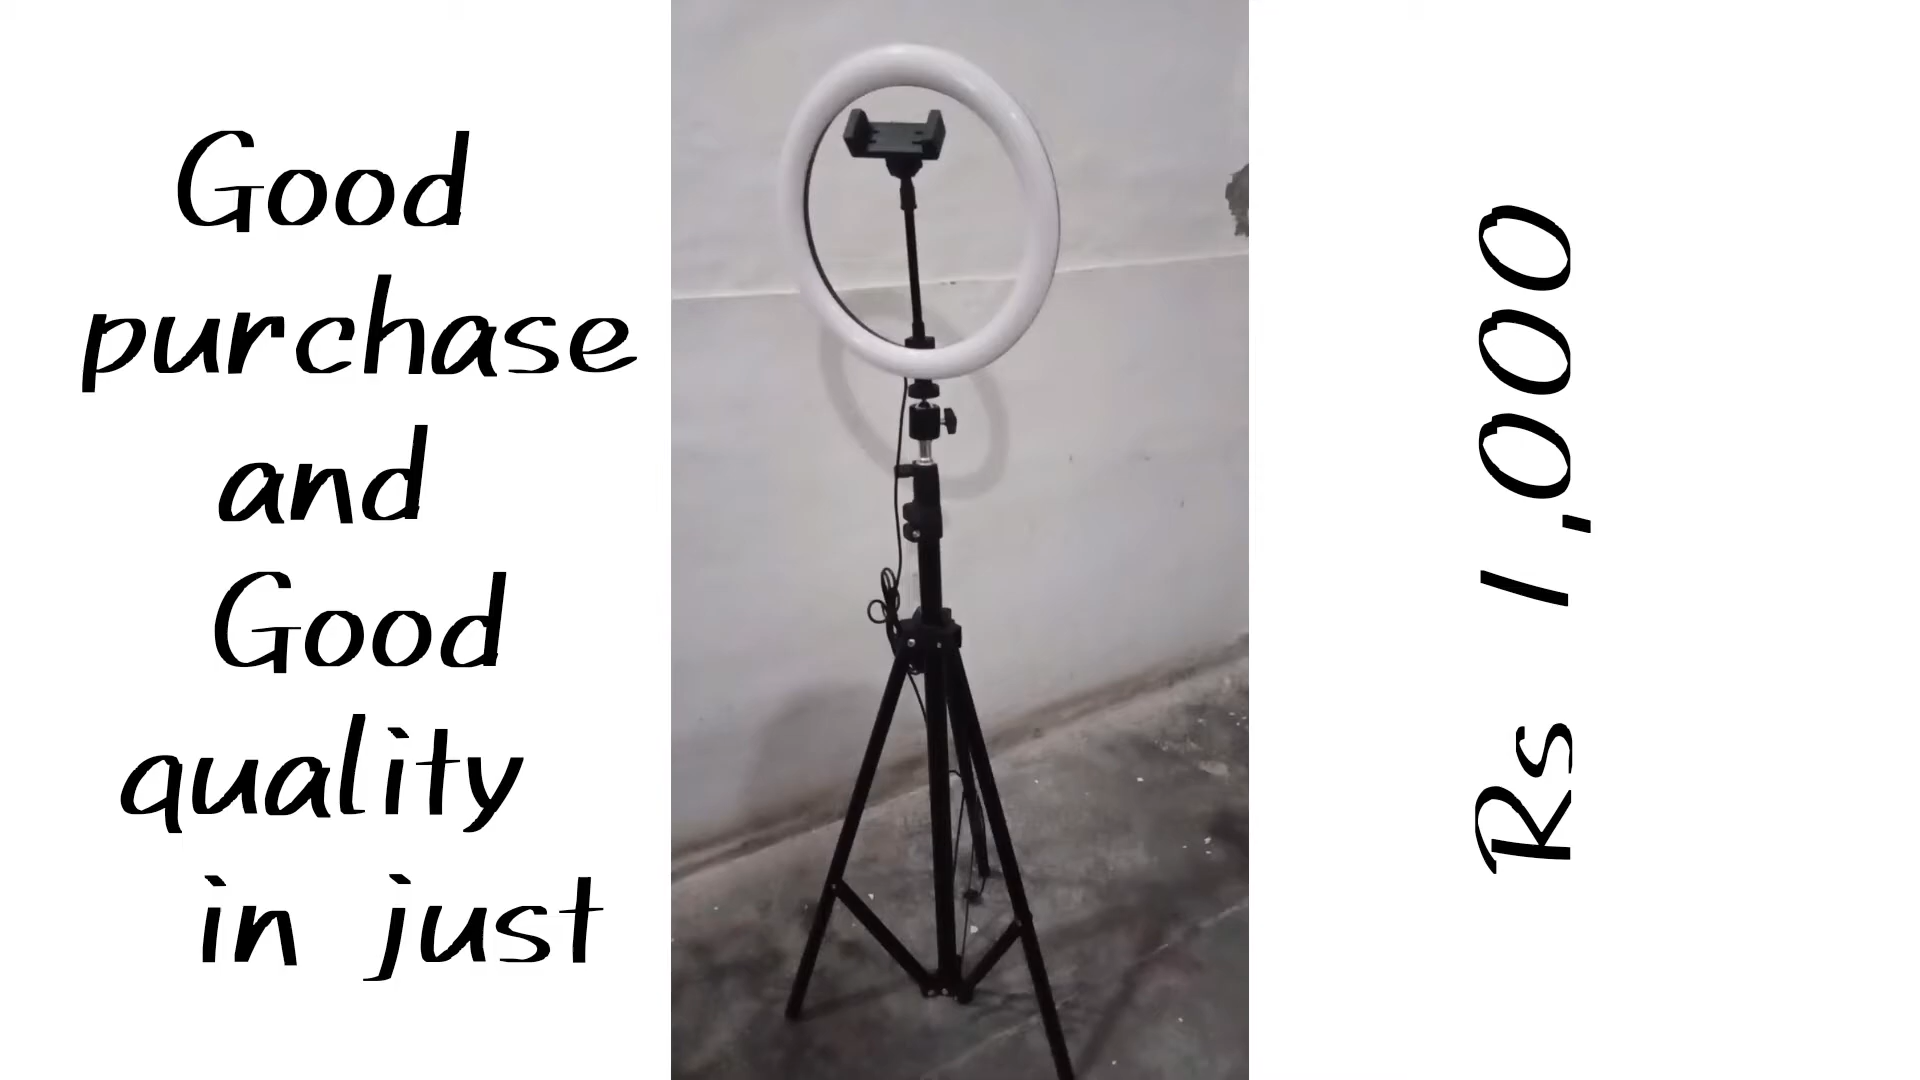 Good
purchase
and
Good
quality
in just
Rs 1,000